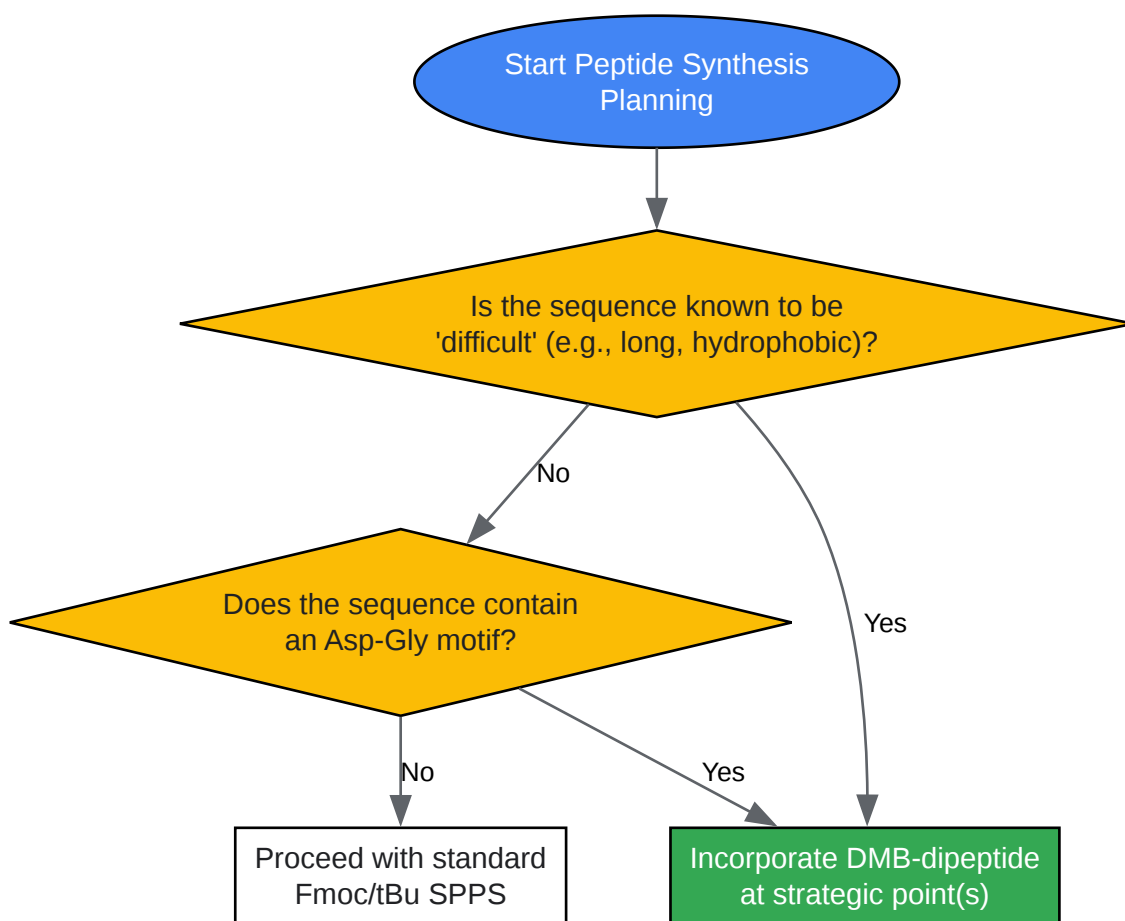 Start Peptide Synthesis
Planning
Is the sequence known to be
'difficult' (e.g., long, hydrophobic)?
No
Does the sequence contain
an Asp-Gly motif?
Yes
No
Yes
Proceed with standard
Fmoc/tBu SPPS
Incorporate DMB-dipeptide
at strategic point(s)